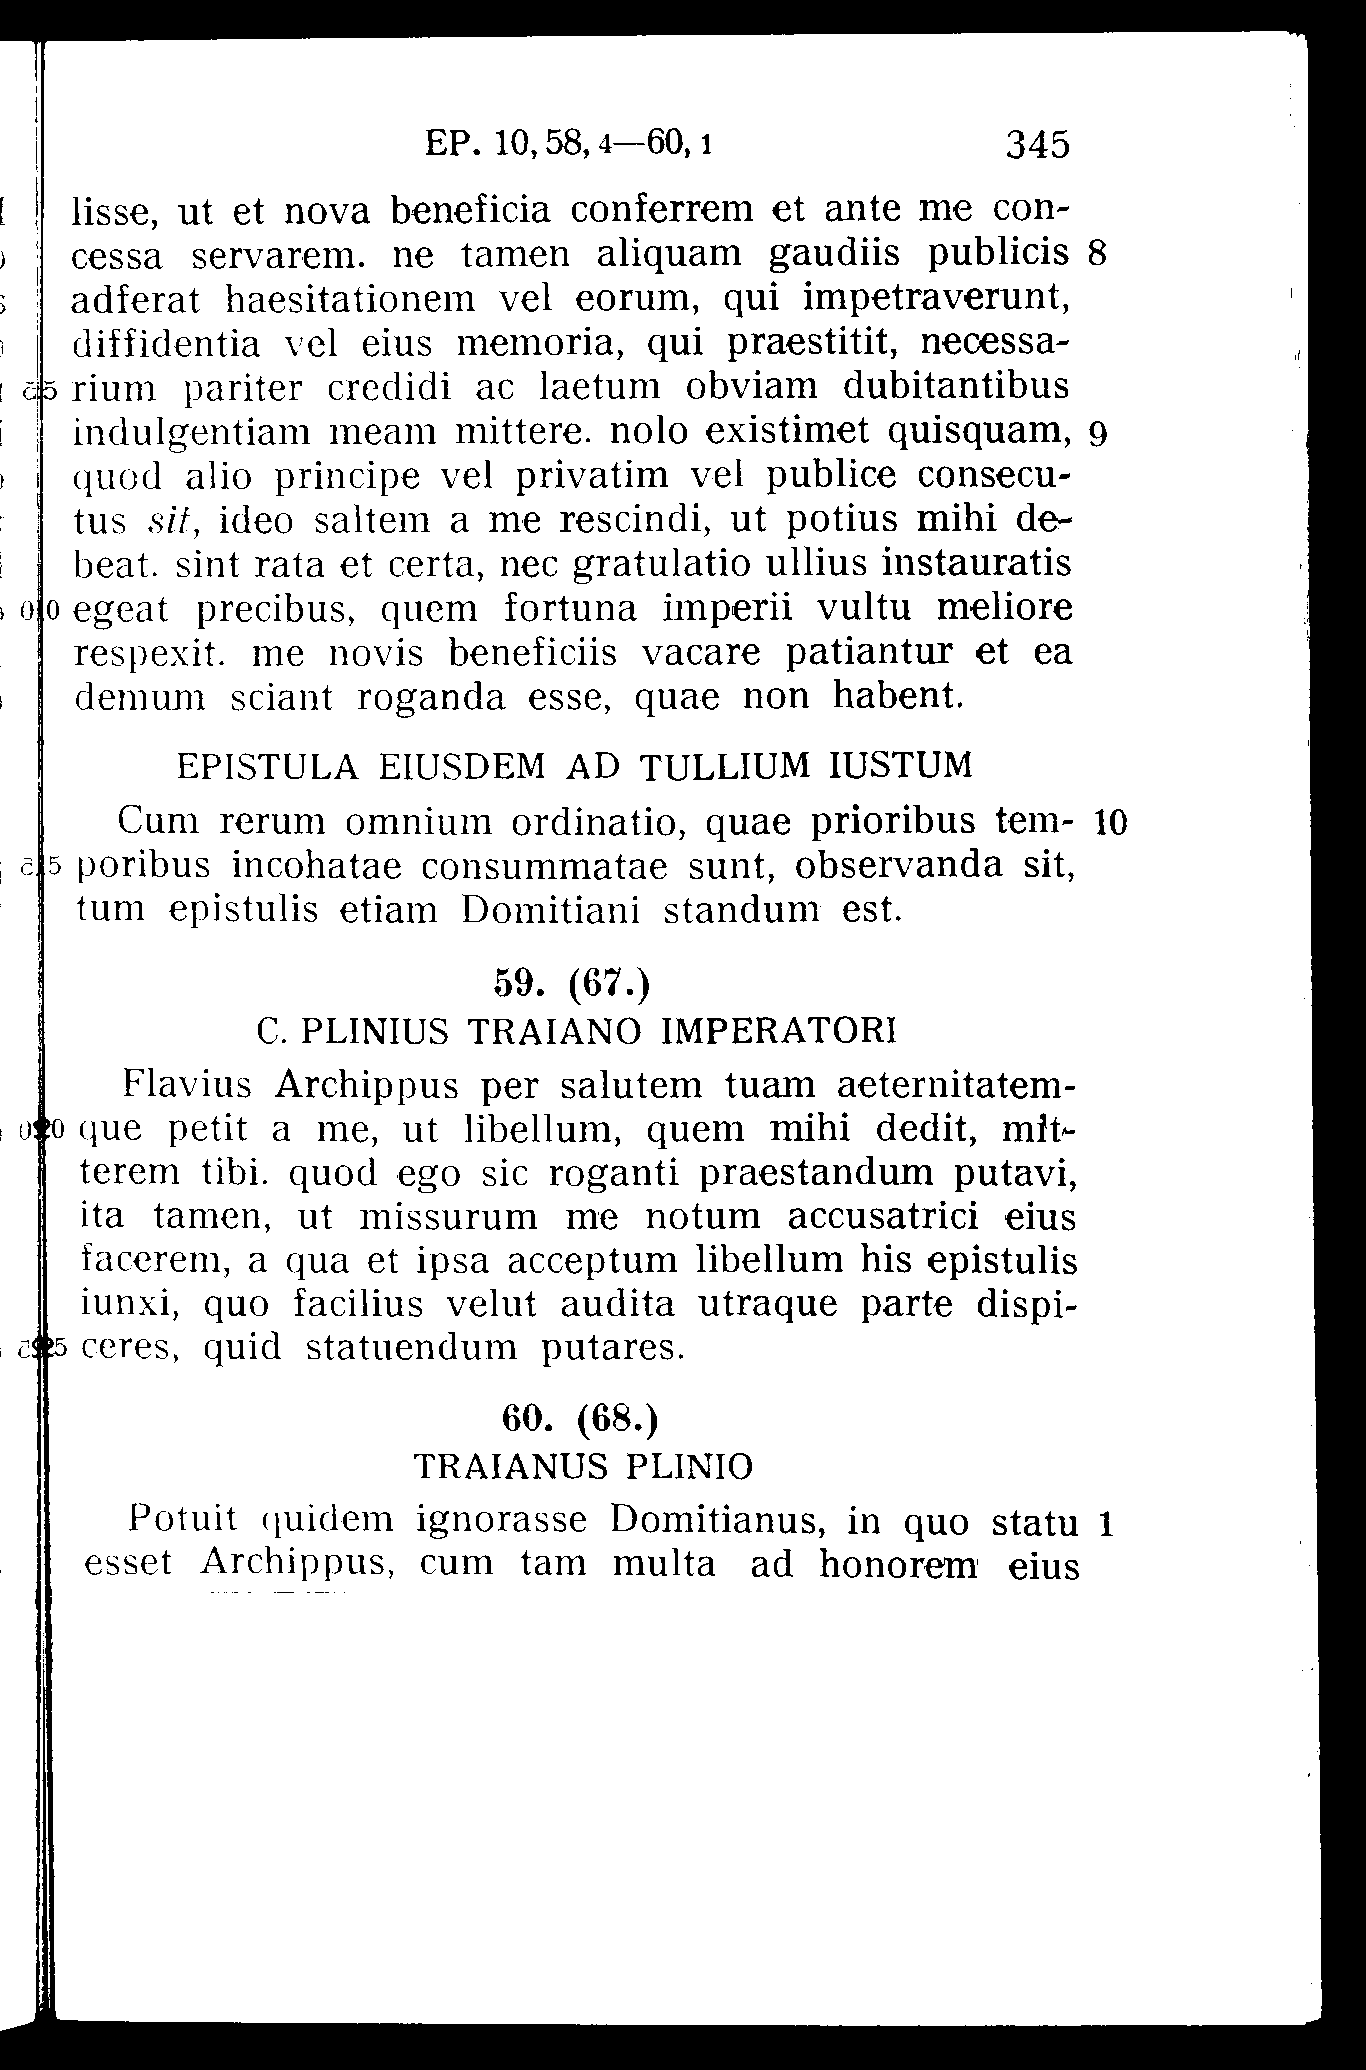 EP. 10, 58, 4—60, 1 345
lisse, ut et nova beneficia conferrem et ante me con-
cessa servarem. ne tamen aliquam gaudiis publicis 8
adferat haesitationem vel eorum, qui impetraverunt,
diffidentia vel eius memoria, qui praestitit, necessa-
5 rium pariter credidi ac laetum obviam dubitantibus
indulgentiam meam mittere. nolo existimet quisquam, 9
quod alio principe vel privatim vel publice consecu-
tus sit, ideo saltem a me rescindi, ut potius mihi de-
beat. sint rata et certa, nec gratulatio ullius instauratis
10 egeat precibus, quem fortuna imperii vultu meliore
respexit. me novis beneficiis vacare patiantur et ea
demum sciant roganda esse, quae non habent.
EPISTULA EIUSDEM AD TULLIUM IUSTUM
Cum rerum omnium ordinatio, quae prioribus tem- 10
15 poribus incohatae consummatae sunt, observanda sit,
tum epistulis etiam Domitiani standum est.
59. (67.)
C. PLINIUS TRAIANO IMPERATORI
Flavius Archippus per salutem tuam aeternitatem-
20 que petit a me, ut libellum, quem mihi dedit, mit-
terem tibi. quod ego sic roganti praestandum putavi,
ita tamen, ut missurum me notum accusatrici eius
facerem, a qua et ipsa acceptum libellum his epistulis
iunxi, quo facilius velut audita utraque parte dispi-
25 ceres, quid statuendum putares.
60. (68.)
TRAIANUS PLINIO
Potuit quidem ignorasse Domitianus, in quo statu 1
esset Archippus, cum tam multa ad honorem eius